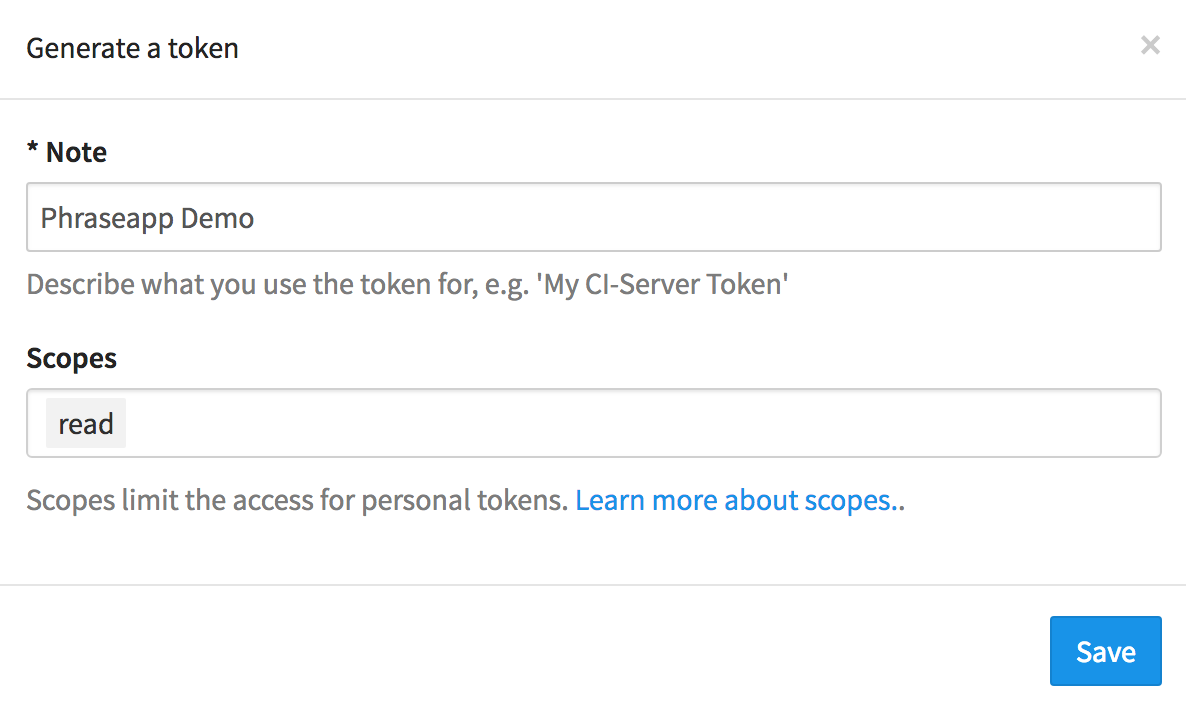 Generate a token
×
* Note
Phraseapp Demo
Describe what you use the token for, e.g. 'My CI-Server Token'
Scopes
read
Scopes limit the access for personal tokens. Learn more about scopes..
Save